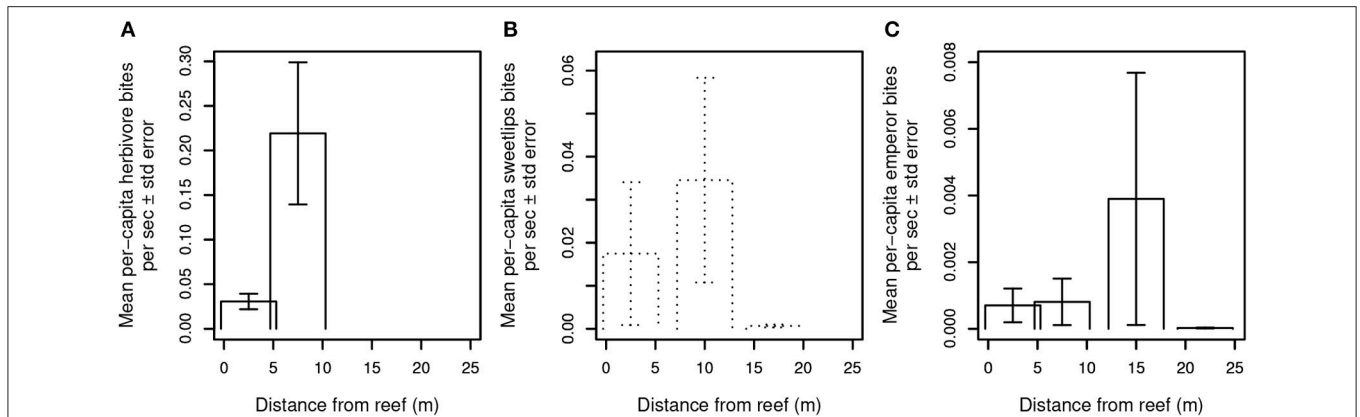 A
B
C
Mean per−capita herbivore bites
per sec ± std error
0.00 0.05 0.10 0.15 0.20 0.25 0.30
0 5 10 15 20 25
Distance from reef (m)
Mean per−capita sweetlips bites
per sec ± std error
0.00 0.02 0.04 0.06
0 5 10 15 20 25
Distance from reef (m)
Mean per−capita emperor bites
per sec ± std error
0.000 0.002 0.004 0.006 0.008
0 5 10 15 20 25
Distance from reef (m)